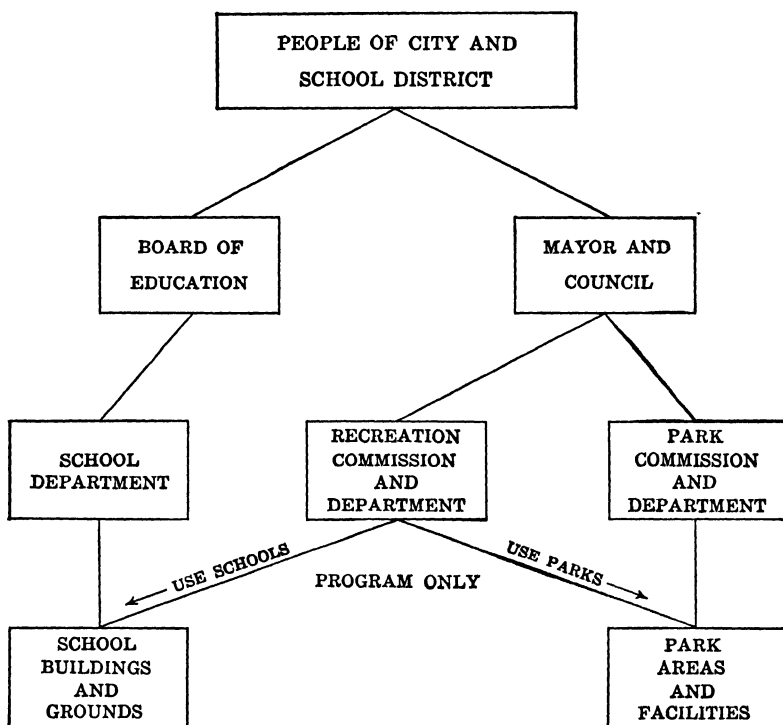 PEOPLE OF CITY AND
SCHOOL DISTRICT
BOARD OF
EDUCATION
MAYOR AND
COUNCIL
SCHOOL
DEPARTMENT
RECREATION
COMMISSION
AND
DEPARTMENT
PARK
COMMISSION
AND
DEPARTMENT
USE SCHOOLS
PROGRAM ONLY
USE PARKS
SCHOOL
BUILDINGS
AND
GROUNDS
PARK
AREAS
AND
FACILITIES